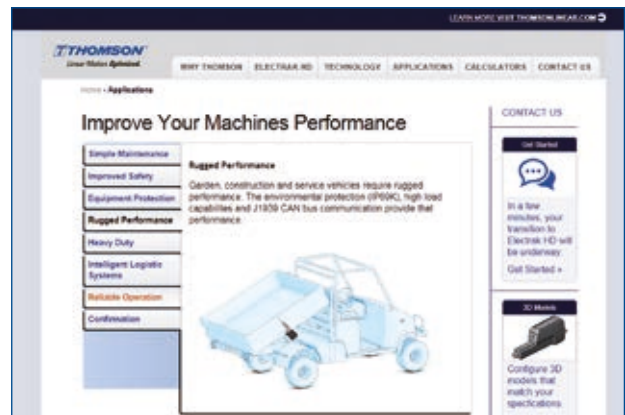 LEARN MORE VISIT THOMSONLINEAR.COM
THOMSON
Linear Motion. Optimized.
WHY THOMSON ELECTRAK HD TECHNOLOGY APPLICATIONS CALCULATORS CONTACT US
Home › Applications
Improve Your Machines Performance
Simple Maintenance
Improved Safety
Equipment Protection
Rugged Performance
Heavy Duty
Intelligent Logistic
Systems
Reliable Operation
Confirmation
Rugged Performance
Garden, construction and service vehicles require rugged
performance. The environmental protection (IP69K), high load
capabilities and J1939 CAN bus communication provide that
performance.
CONTACT US
Get Started
In a few
minutes, your
transition to
Electrak HD will
be underway.
Get Started »
3D Models
Configure 3D
models that
match your
specifications